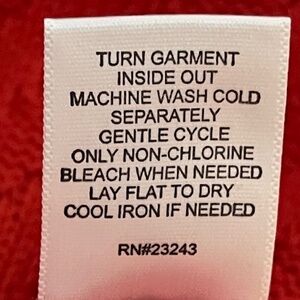 TURN GARMENT
INSIDE OUT
MACHINE WASH COLD
SEPARATELY
GENTLE CYCLE
ONLY NON-CHLORINE
BLEACH WHEN NEEDED
LAY FLAT TO DRY
COOL IRON IF NEEDED
RN#23243